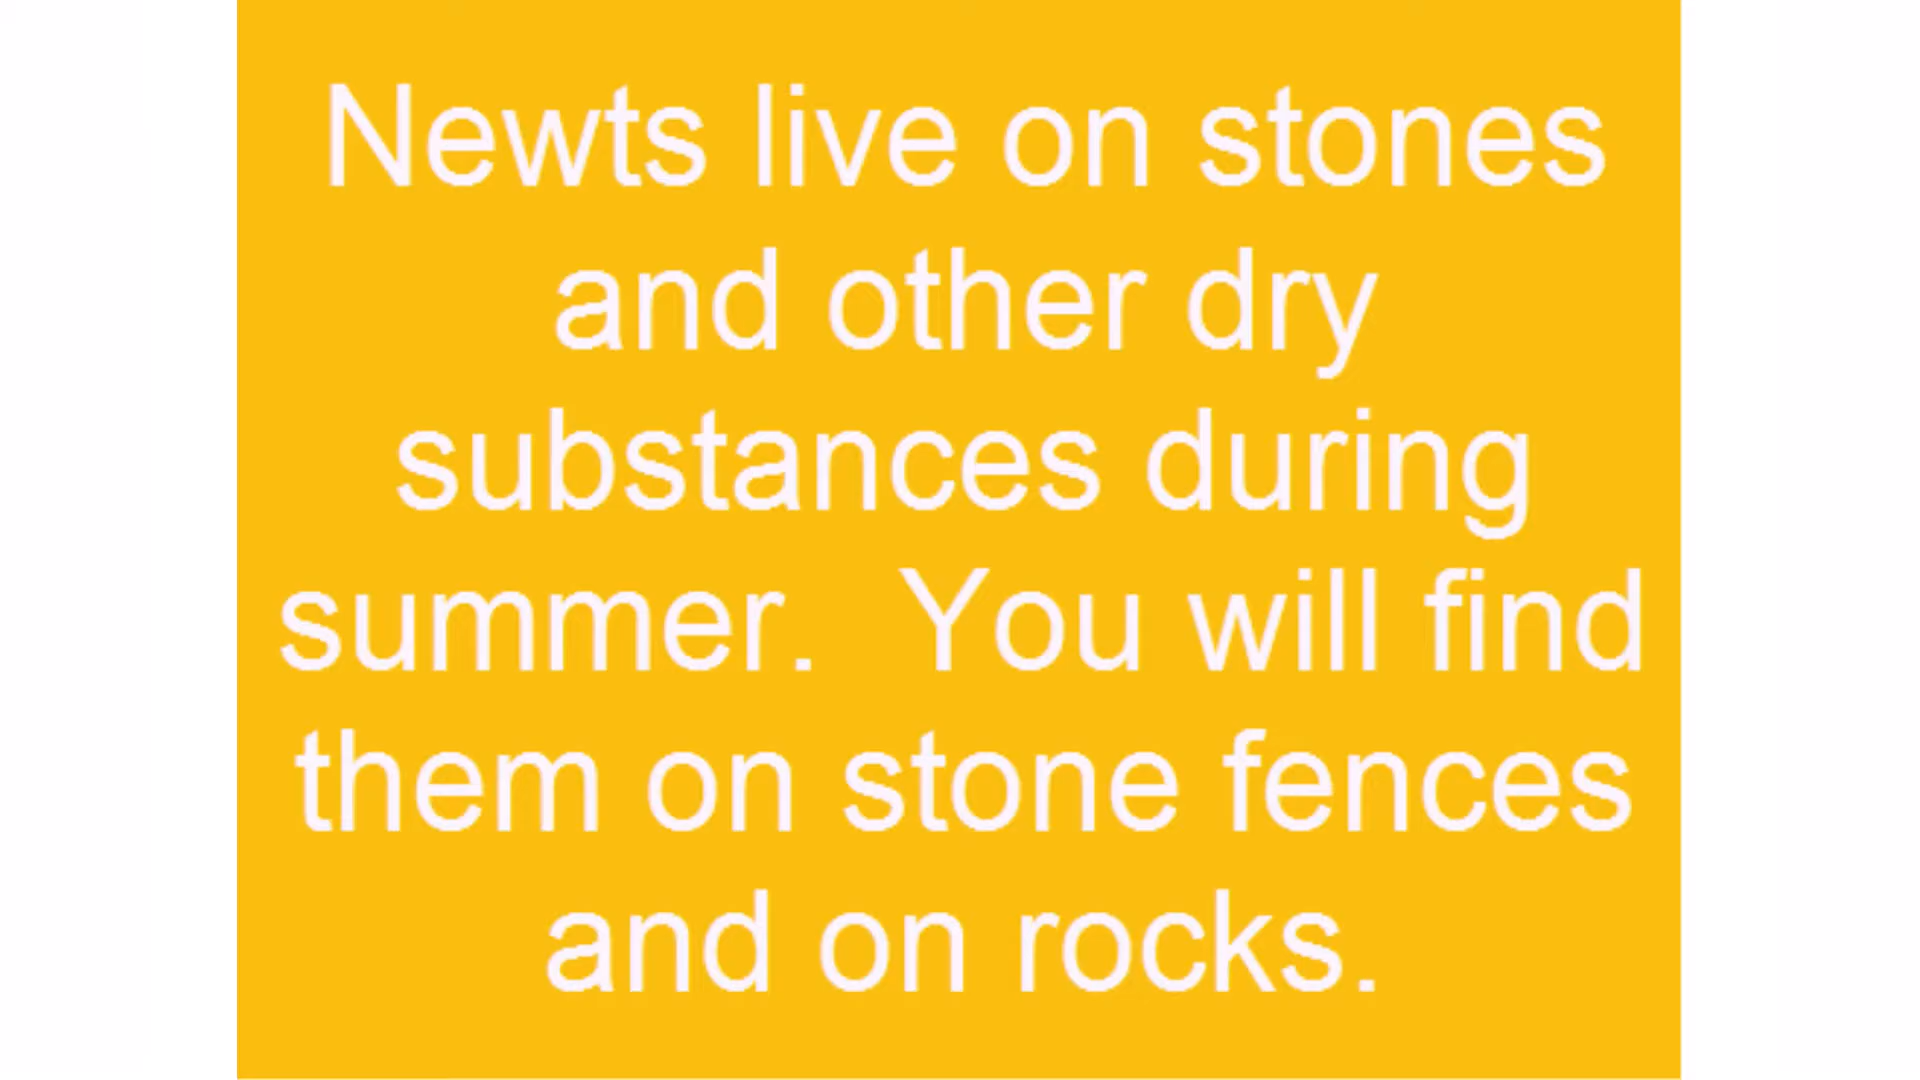 Newts live on stones
and other dry
substances during
summer.  You will find
them on stone fences
and on rocks.